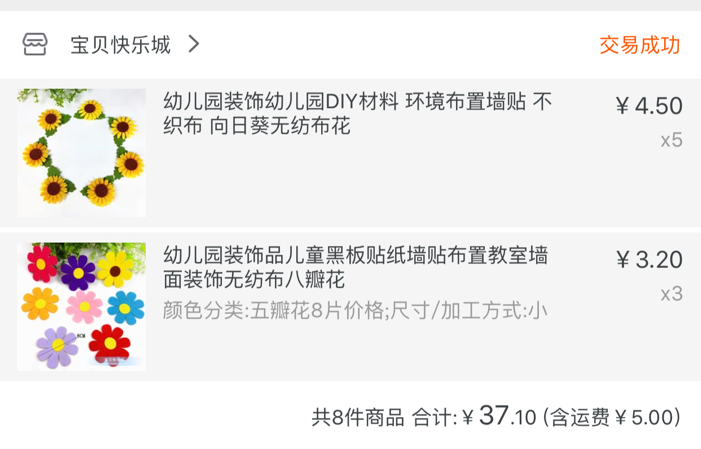 宝贝快乐城
交易成功
幼儿园装饰幼儿园DIY材料 环境布置墙贴 不
织布 向日葵无纺布花
￥4.50
x5
幼儿园装饰品儿童黑板贴纸墙贴布置教室墙
面装饰无纺布八瓣花
颜色分类:五瓣花8片价格;尺寸/加工方式:小
￥3.20
x3
共8件商品 合计:￥37.10 (含运费￥5.00)